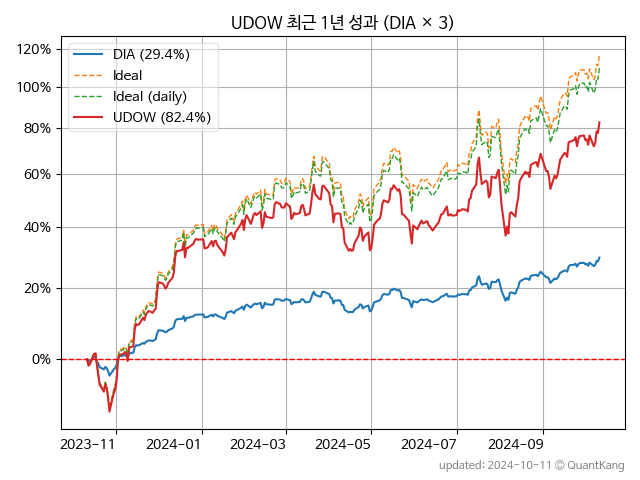 UDOW 최근 1년 성과 (DIA × 3)
DIA (29.4%)
Ideal
Ideal (daily)
UDOW (82.4%)
120%
100%
80%
60%
40%
20%
0%
2023-11
2024-01
2024-03
2024-05
2024-07
2024-09
updated: 2024-10-11 © QuantKang